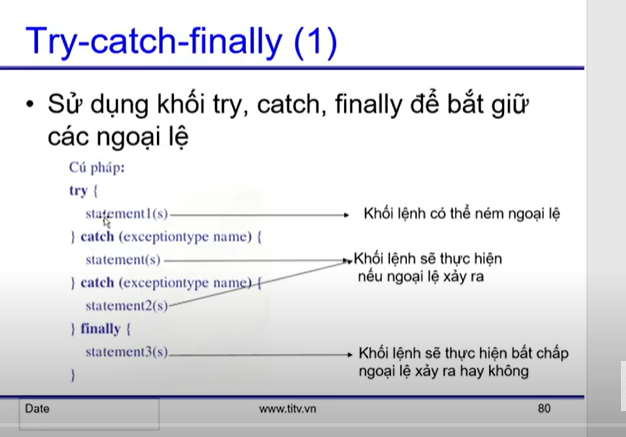 Try-catch-finally (1)
• Sử dụng khối try, catch, finally để bắt giữ
các ngoại lệ
Cú pháp:
try {
statement1(s)
Khối lệnh có thể ném ngoại lệ
} catch (exceptiontype name) {
statement(s)
Khối lệnh sẽ thực hiện
nếu ngoại lệ xảy ra
} catch (exceptiontype name) {
statement2(s)
} finally {
statement3(s)
Khối lệnh sẽ thực hiện bất chấp
ngoại lệ xảy ra hay không
}
Date
www.titv.vn
80